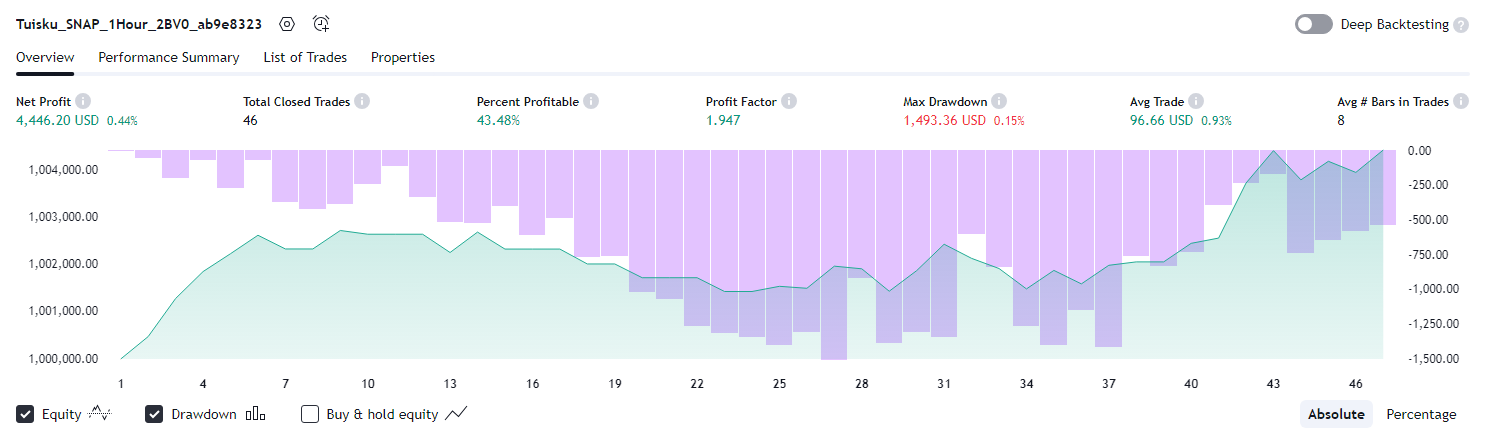 Tuisku_SNAP_1Hour_2BV0_ab9e8323 Deep Backtesting ?
Overview Performance Summary List of Trades Properties
Net Profit i Total Closed Trades i Percent Profitable i Profit Factor i Max Drawdown i Avg Trade i Avg # Bars in Trades i
4,446.20 USD 0.44% 46 43.48% 1.947 1,493.36 USD 0.15% 96.66 USD 0.93% 8
0.00
1,004,000.00 -250.00
1,003,000.00 -500.00
1,002,000.00 -750.00
-1,000.00
1,001,000.00 -1,250.00
1,000,000.00 -1,500.00
1 4 7 10 13 16 19 22 25 28 31 34 37 40 43 46
Equity Drawdown Buy & hold equity Absolute Percentage